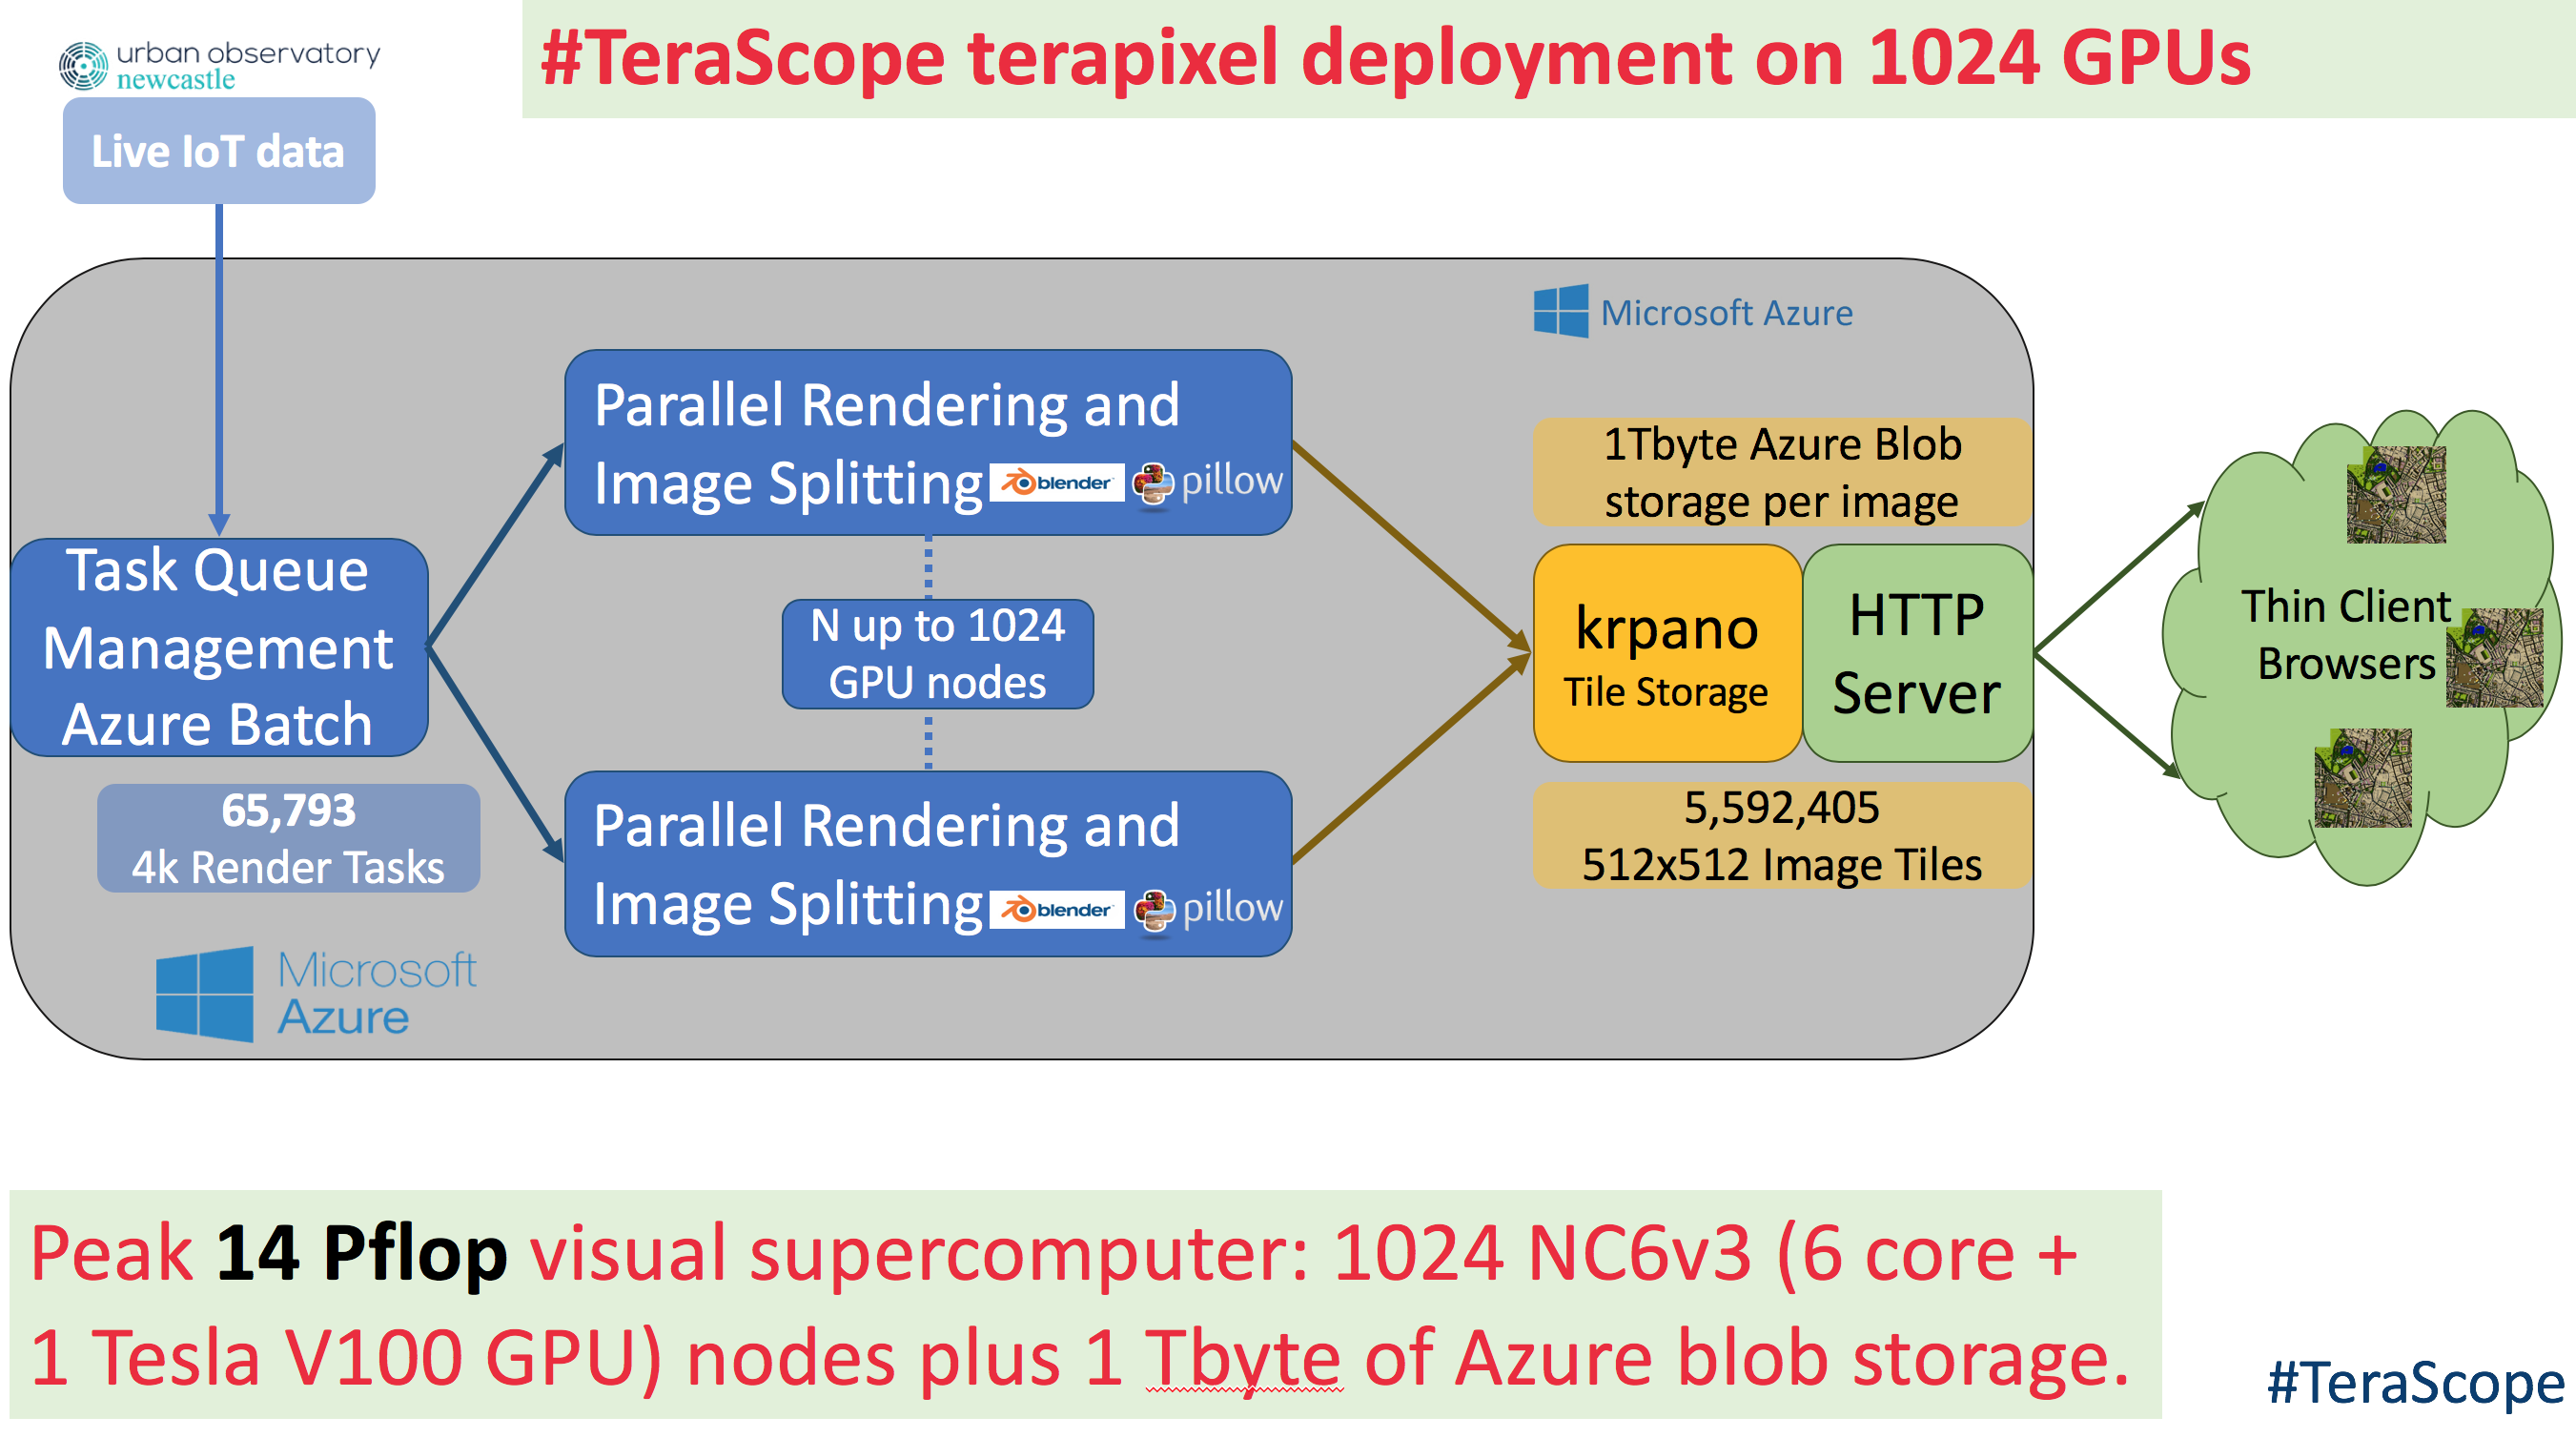 #TeraScope terapixel deployment on 1024 GPUs
urban observatory
newcastle
Live IoT data
Microsoft Azure
Parallel Rendering and
Image Splitting blender pillow
1Tbyte Azure Blob
storage per image
Task Queue
Management
Azure Batch
N up to 1024
GPU nodes
krpano
Tile Storage
HTTP
Server
Thin Client
Browsers
65,793
4k Render Tasks
Parallel Rendering and
Image Splitting blender pillow
5,592,405
512x512 Image Tiles
Microsoft
Azure
Peak 14 Pflop visual supercomputer: 1024 NC6v3 (6 core +
1 Tesla V100 GPU) nodes plus 1 Tbyte of Azure blob storage.
#TeraScope